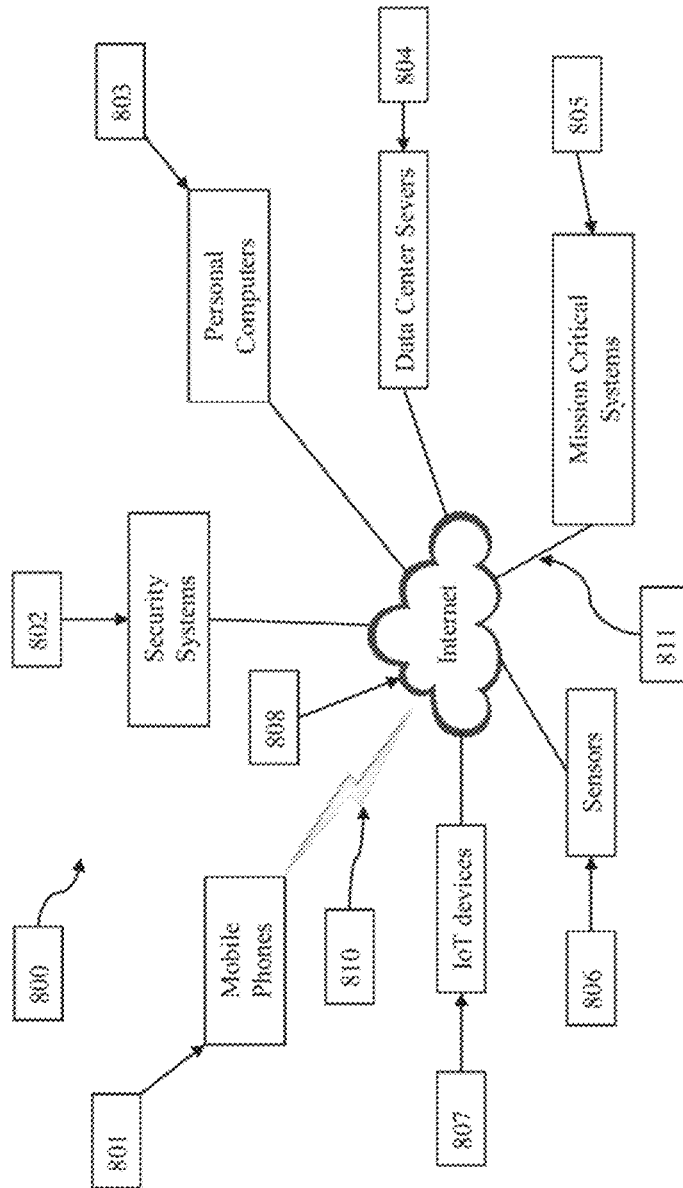 800
802
801
803
Security
Systems
Mobile
Phones
Personal
Computers
808
810
804
Data Center Severs
Internet
807
IoT devices
806
Sensors
Mission Critical
Systems
805
811